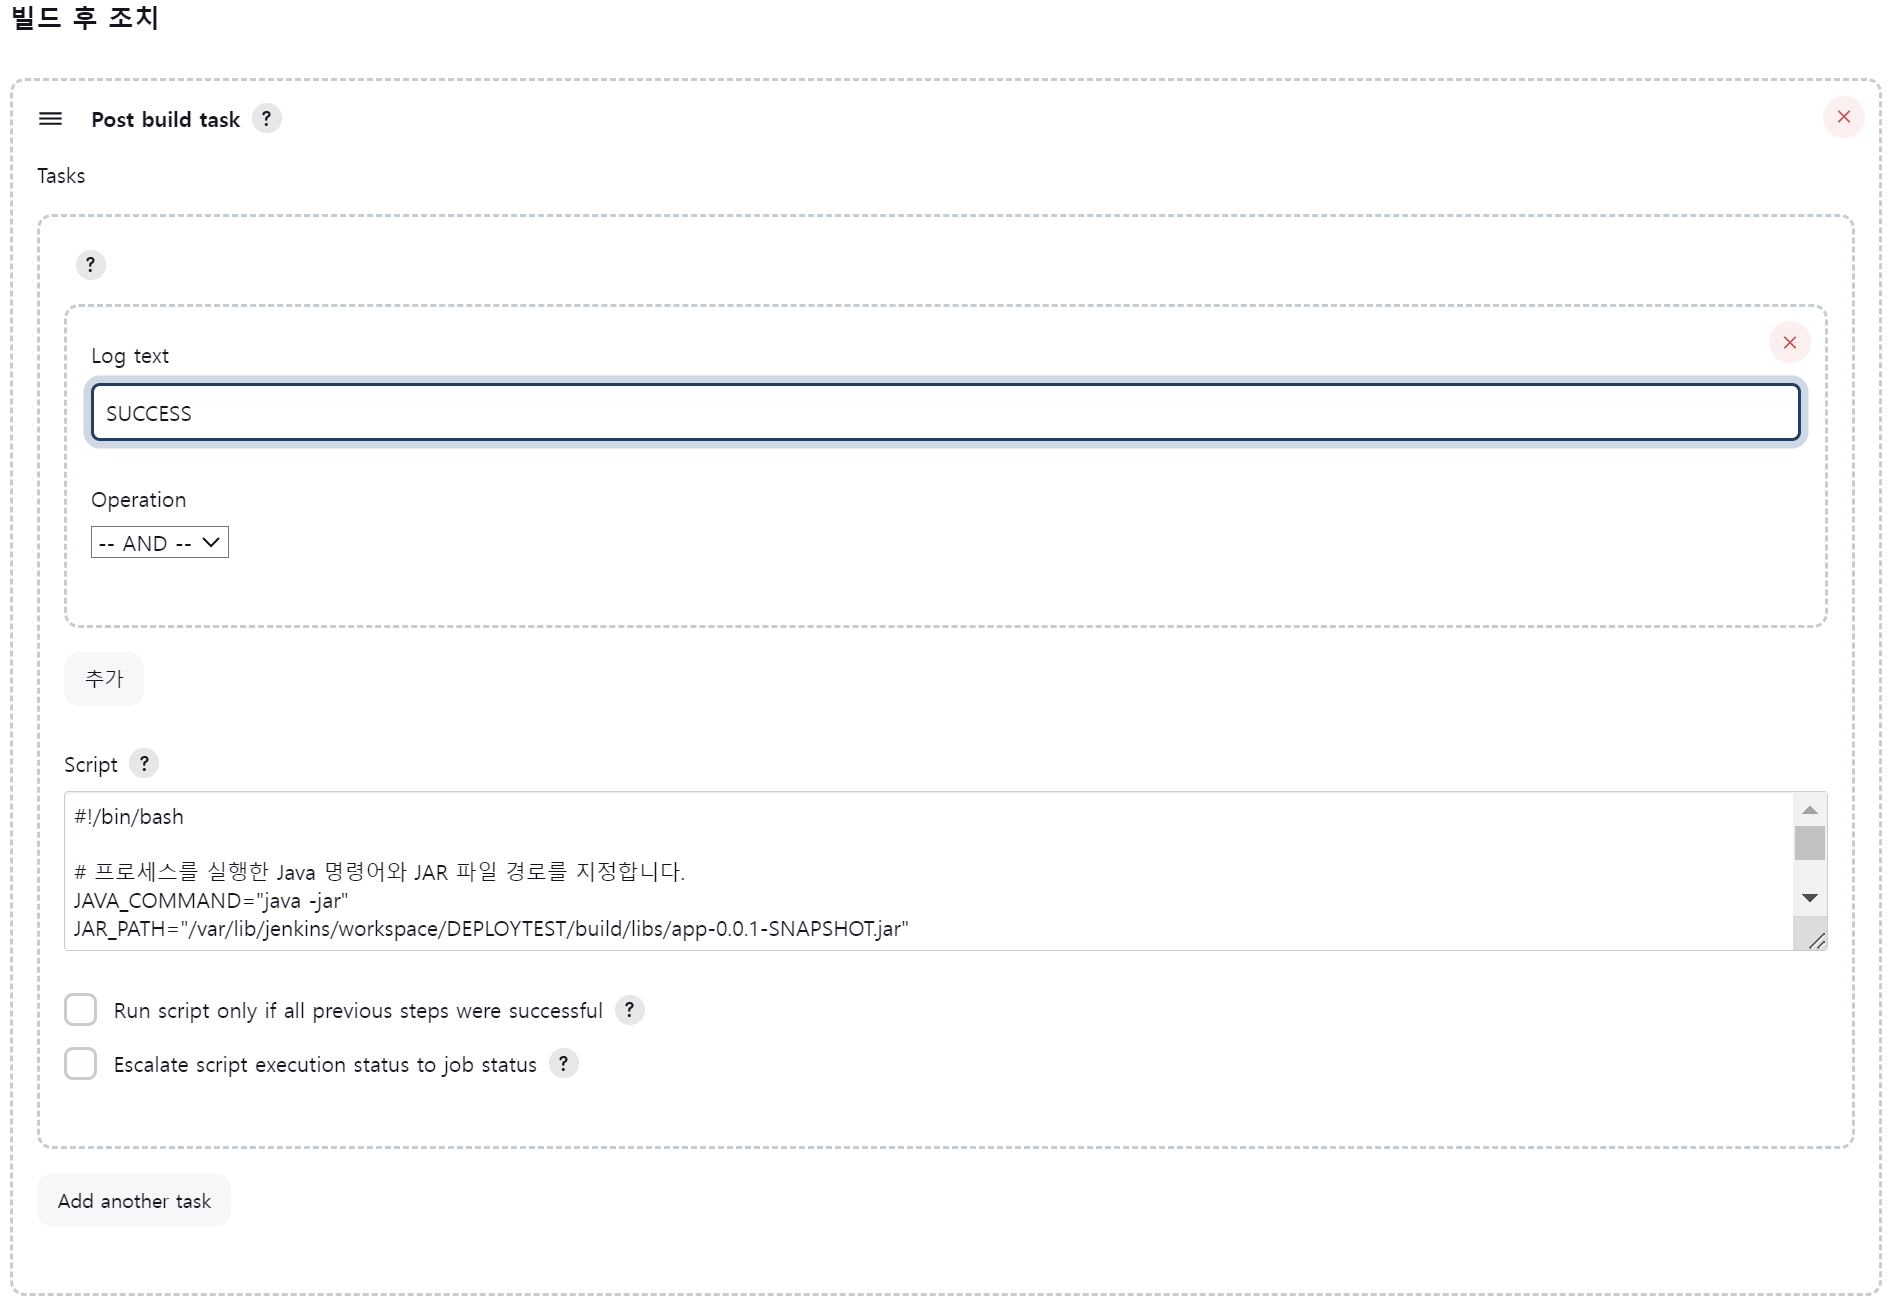 빌드 후 조치
Post build task ?
Tasks
?
Log text
SUCCESS
Operation
-- AND --
추가
Script ?
#!/bin/bash
# 프로세스를 실행한 Java 명령어와 JAR 파일 경로를 지정합니다.
JAVA_COMMAND="java -jar"
JAR_PATH="/var/lib/jenkins/workspace/DEPLOYTEST/build/libs/app-0.0.1-SNAPSHOT.jar"
Run script only if all previous steps were successful ?
Escalate script execution status to job status ?
Add another task